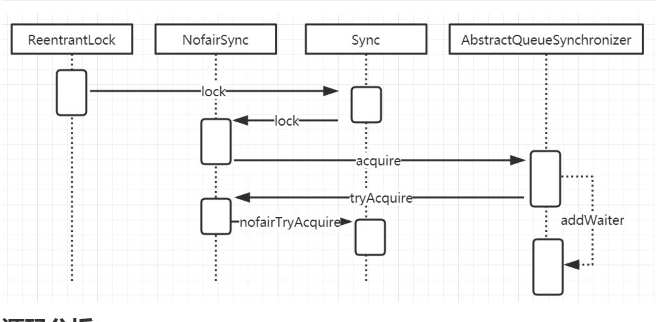 ReentrantLock
NofairSync
Sync
AbstractQueueSynchronizer
lock
lock
acquire
tryAcquire
nofairTryAcquire
addWaiter